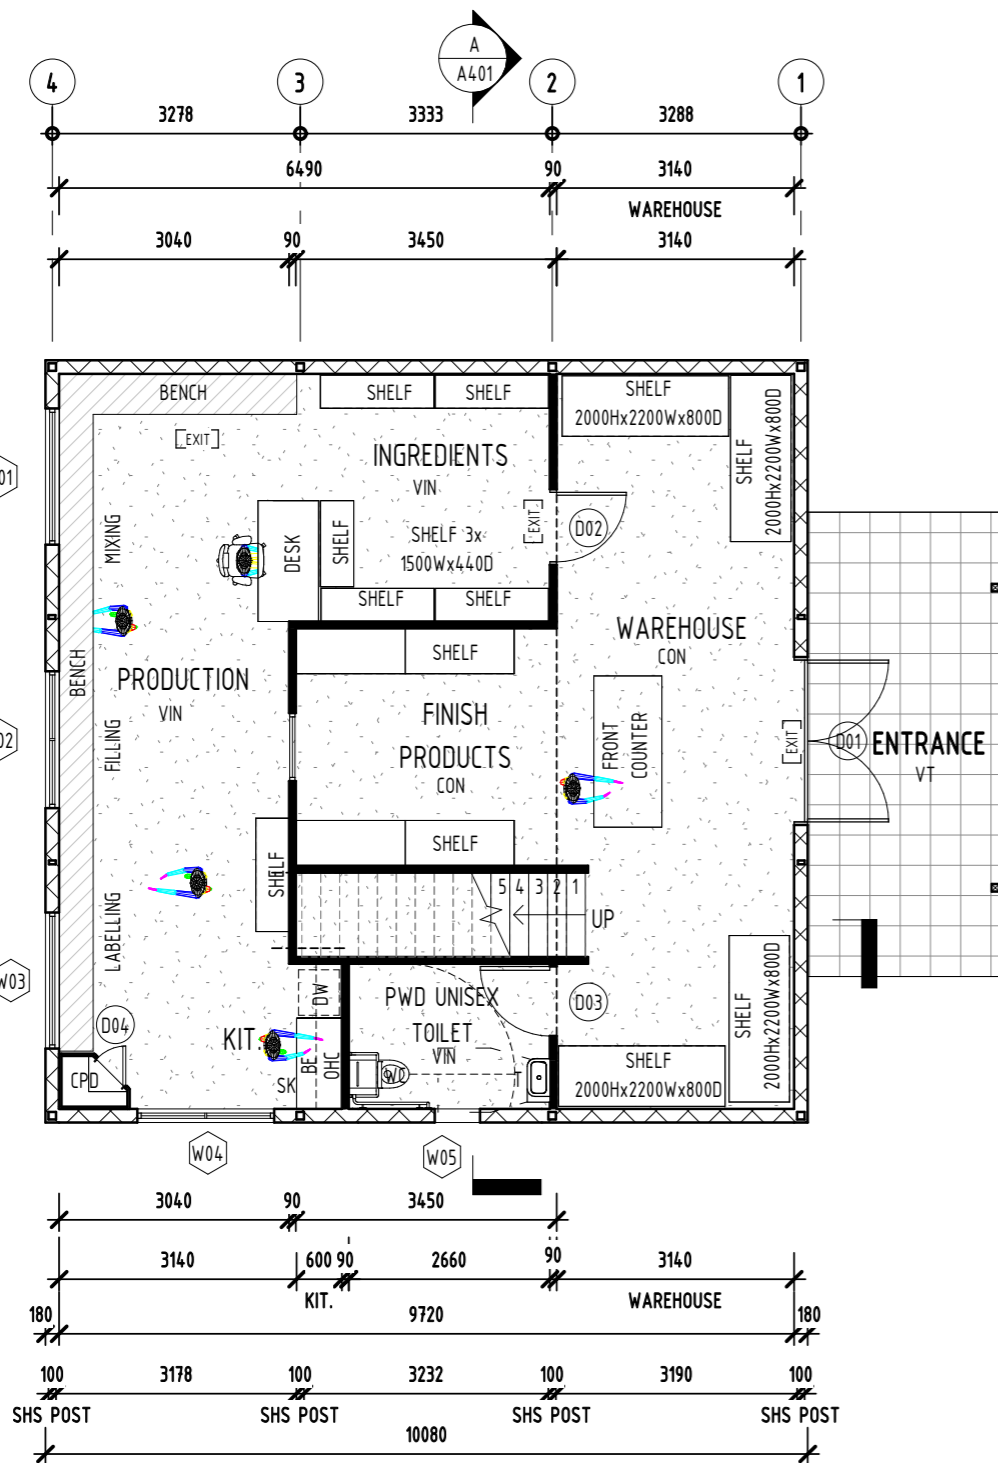 A
A401
4
3
2
1
3278
3333
3288
6490
90
3140
WAREHOUSE
3040
90
3450
3140
BENCH
SHELF
SHELF
SHELF
2000Hx2200Wx800D
SHELF
2000Hx2200Wx800D
[EXIT]
INGREDIENTS
VIN
01
MIXING
DESK
SHELF
SHELF 3x
1500Wx440D
[EXIT]
D02
SHELF
SHELF
WAREHOUSE
CON
BENCH
PRODUCTION
VIN
SHELF
FINISH
PRODUCTS
CON
FRONT
COUNTER
02
FILLING
[EXIT]
D01
ENTRANCE
VT
SHELF
SHELF
5
4
3
2
1
UP
LABELLING
W03
DW
PWD UNISEX
TOILET
VIN
D03
SHELF
2000Hx2200Wx800D
D04
KIT.
CPD
SK
BE
OHC
SHELF
2000Hx2200Wx800D
W04
W05
3040
90
3450
3140
600
90
2660
90
3140
KIT.
WAREHOUSE
180
9720
180
100
3178
100
3232
100
3190
100
SHS POST
SHS POST
SHS POST
SHS POST
10080